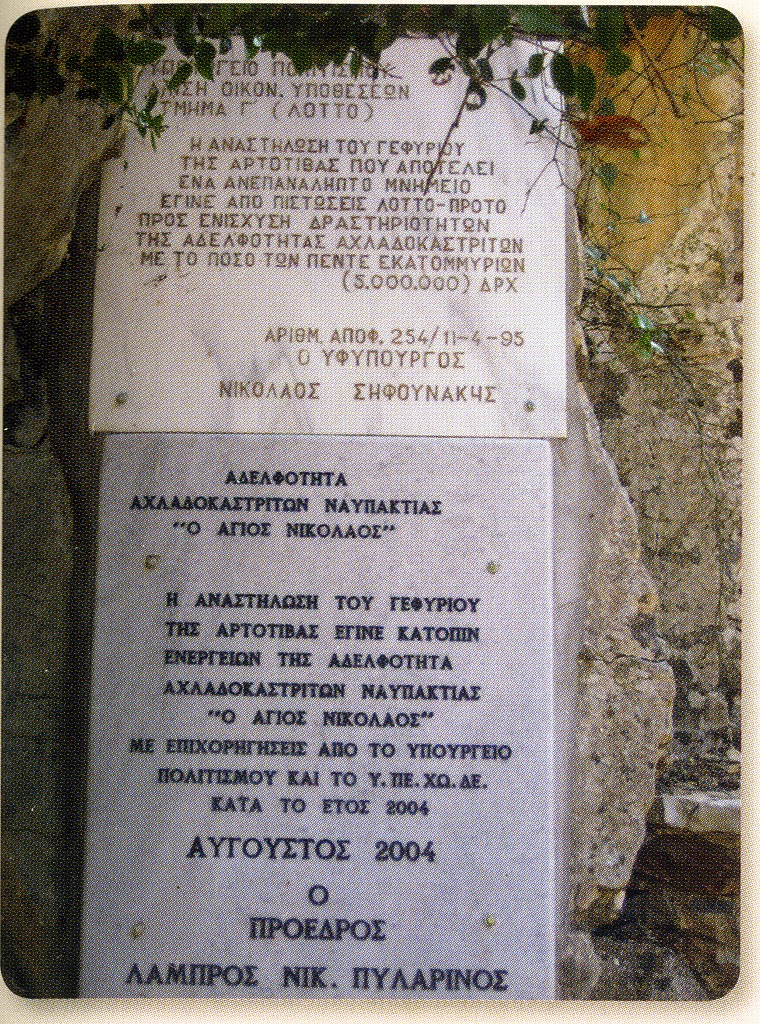 ΥΠΟΥΡΓΕΙΟ ΠΟΛΙΤΙΣΜΟΥ
Δ/ΝΣΗ ΟΙΚΟΝ. ΥΠΟΘΕΣΕΩΝ
ΤΜΗΜΑ Γ΄ (ΛΟΤΤΟ)
Η ΑΝΑΣΤΗΛΩΣΗ ΤΟΥ ΓΕΦΥΡΙΟΥ
ΤΗΣ ΑΡΤΟΤΙΒΑΣ ΠΟΥ ΑΠΟΤΕΛΕΙ
ΕΝΑ ΑΝΕΠΑΝΑΛΗΠΤΟ ΜΝΗΜΕΙΟ
ΕΓΙΝΕ ΑΠΟ ΠΙΣΤΩΣΕΙΣ ΛΟΤΤΟ-ΠΡΟΤΟ
ΠΡΟΣ ΕΝΙΣΧΥΣΗ ΔΡΑΣΤΗΡΙΟΤΗΤΩΝ
ΤΗΣ ΑΔΕΛΦΟΤΗΤΑΣ ΑΧΛΑΔΟΚΑΣΤΡΙΤΩΝ
ΜΕ ΤΟ ΠΟΣΟ ΤΩΝ ΠΕΝΤΕ ΕΚΑΤΟΜΜΥΡΙΩΝ
(5.000.000) ΔΡΧ
ΑΡΙΘΜ. ΑΠΟΦ. 254/11-4-95
Ο ΥΦΥΠΟΥΡΓΟΣ
ΝΙΚΟΛΑΟΣ ΣΗΦΟΥΝΑΚΗΣ
ΑΔΕΛΦΟΤΗΤΑ
ΑΧΛΑΔΟΚΑΣΤΡΙΤΩΝ ΝΑΥΠΑΚΤΙΑΣ
"Ο ΑΓΙΟΣ ΝΙΚΟΛΑΟΣ"
Η ΑΝΑΣΤΗΛΩΣΗ ΤΟΥ ΓΕΦΥΡΙΟΥ
ΤΗΣ ΑΡΤΟΤΙΒΑΣ ΕΓΙΝΕ ΚΑΤΟΠΙΝ
ΕΝΕΡΓΕΙΩΝ ΤΗΣ ΑΔΕΛΦΟΤΗΤΑ
ΑΧΛΑΔΟΚΑΣΤΡΙΤΩΝ ΝΑΥΠΑΚΤΙΑΣ
"Ο ΑΓΙΟΣ ΝΙΚΟΛΑΟΣ"
ΜΕ ΕΠΙΧΟΡΗΓΗΣΕΙΣ ΑΠΟ ΤΟ ΥΠΟΥΡΓΕΙΟ
ΠΟΛΙΤΙΣΜΟΥ ΚΑΙ ΤΟ Υ.ΠΕ.ΧΩ.ΔΕ.
ΚΑΤΑ ΤΟ ΕΤΟΣ 2004
ΑΥΓΟΥΣΤΟΣ 2004
Ο
ΠΡΟΕΔΡΟΣ
ΛΑΜΠΡΟΣ ΝΙΚ. ΠΥΛΑΡΙΝΟΣ